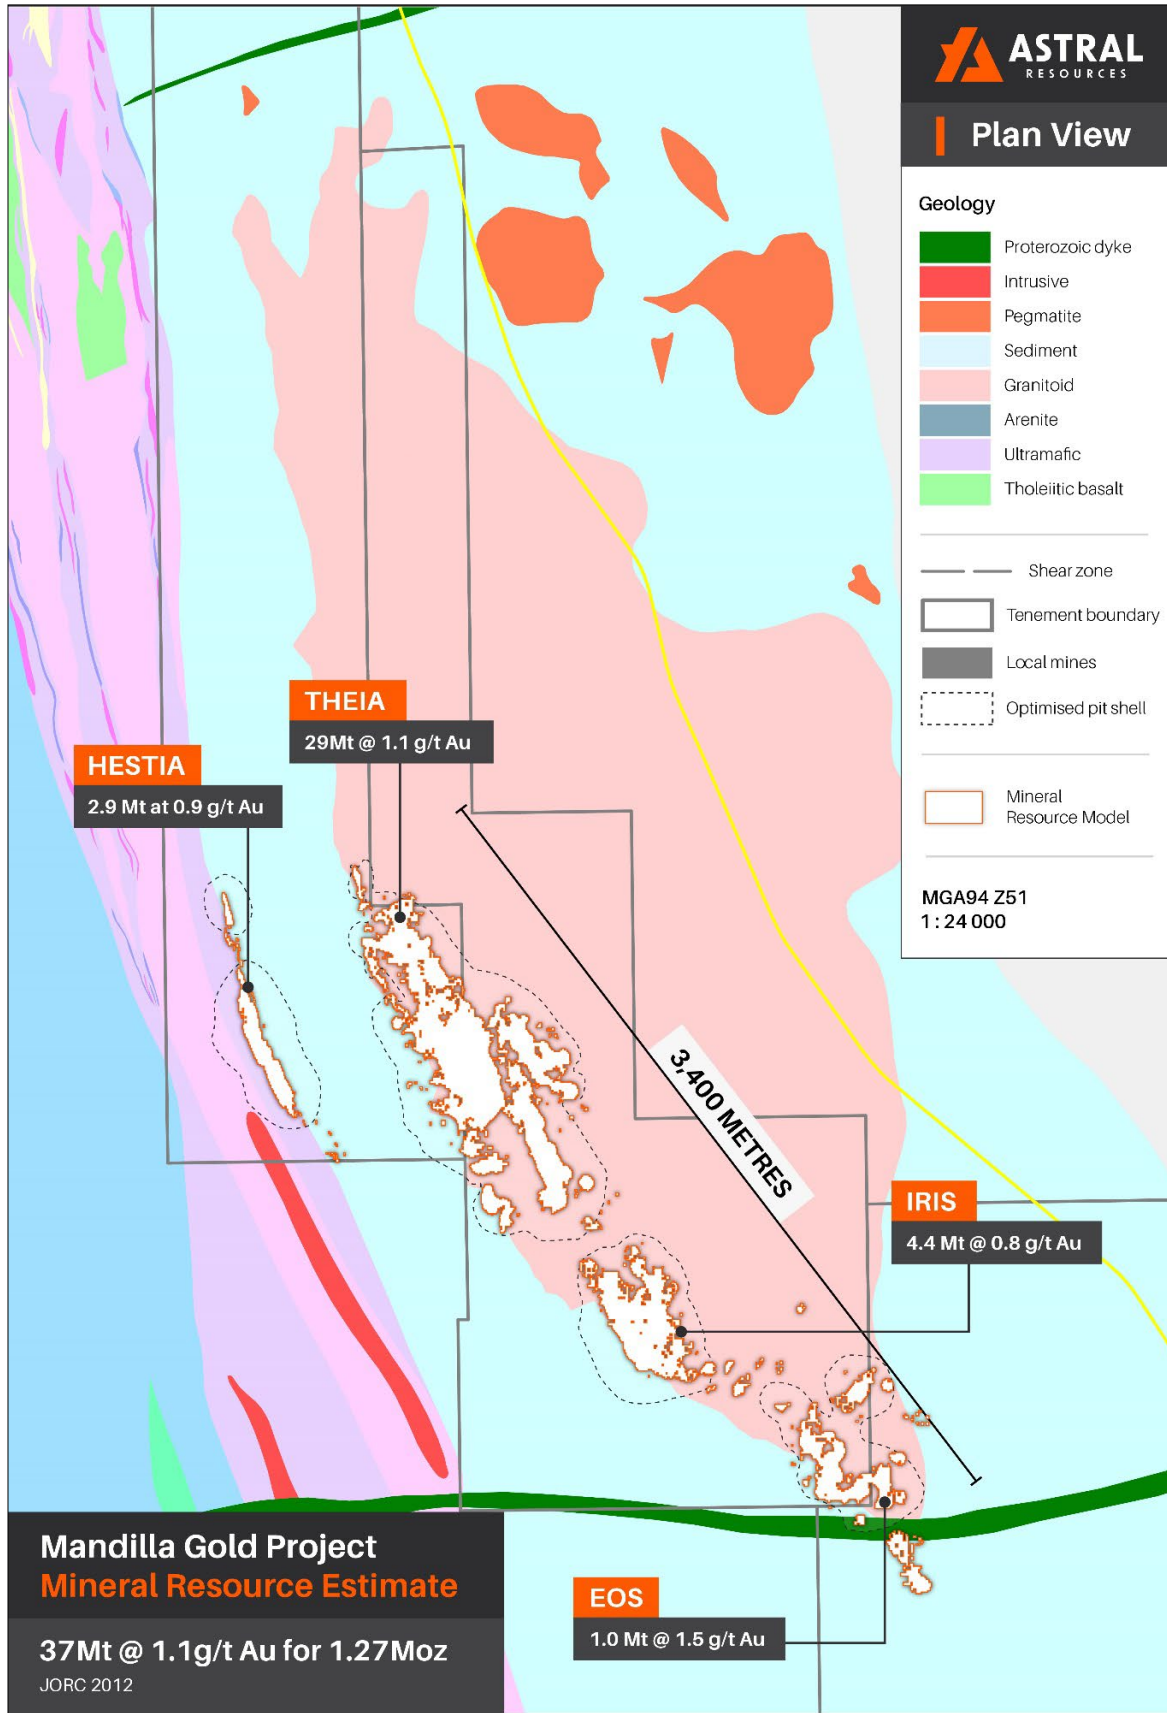 ASTRAL
RESOURCES
Plan View
Geology
Proterozoic dyke
Intrusive
Pegmatite
Sediment
Granitoid
Arenite
Ultramafic
Tholeiitic basalt
Shear zone
Tenement boundary
Local mines
Optimised pit shell
Mineral
Resource Model
MGA94 Z51
1 : 24 000
THEIA
29Mt @ 1.1 g/t Au
HESTIA
2.9 Mt at 0.9 g/t Au
3,400 METRES
IRIS
4.4 Mt @ 0.8 g/t Au
EOS
1.0 Mt @ 1.5 g/t Au
Mandilla Gold Project
Mineral Resource Estimate
37Mt @ 1.1g/t Au for 1.27Moz
JORC 2012